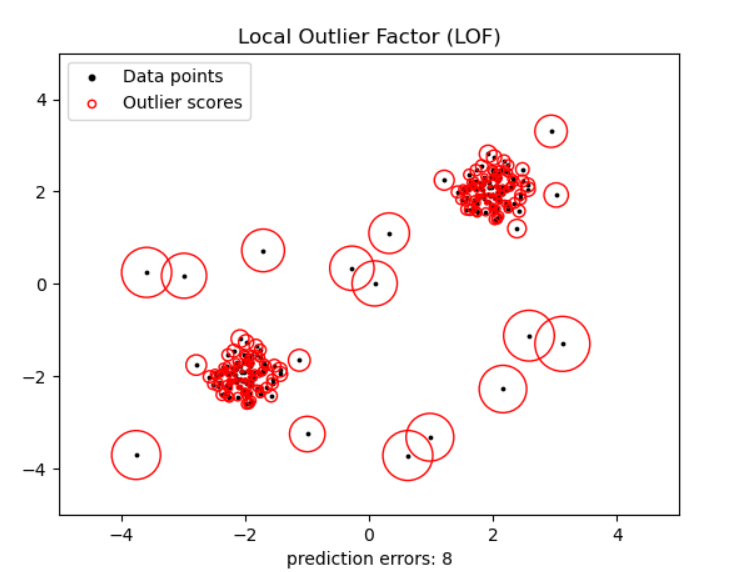 Local Outlier Factor (LOF)
Data points
Outlier scores
4
2
0
−2
−4
−4 −2 0 2 4
prediction errors: 8